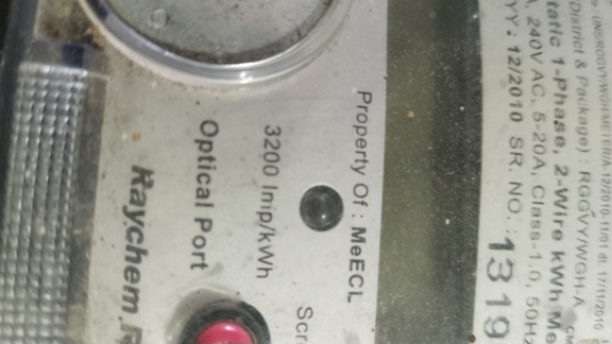 District & Package) : RGGVY/WGH-A
tatic 1-Phase, 2-Wire kWh Me
240V AC, 5-20A, Class-1.0, 50Hz
YY : 12/2010 SR. NO. :
1319
Property Of : MeECL
Scr
3200 Imp/kWh
Optical Port
Raychem R